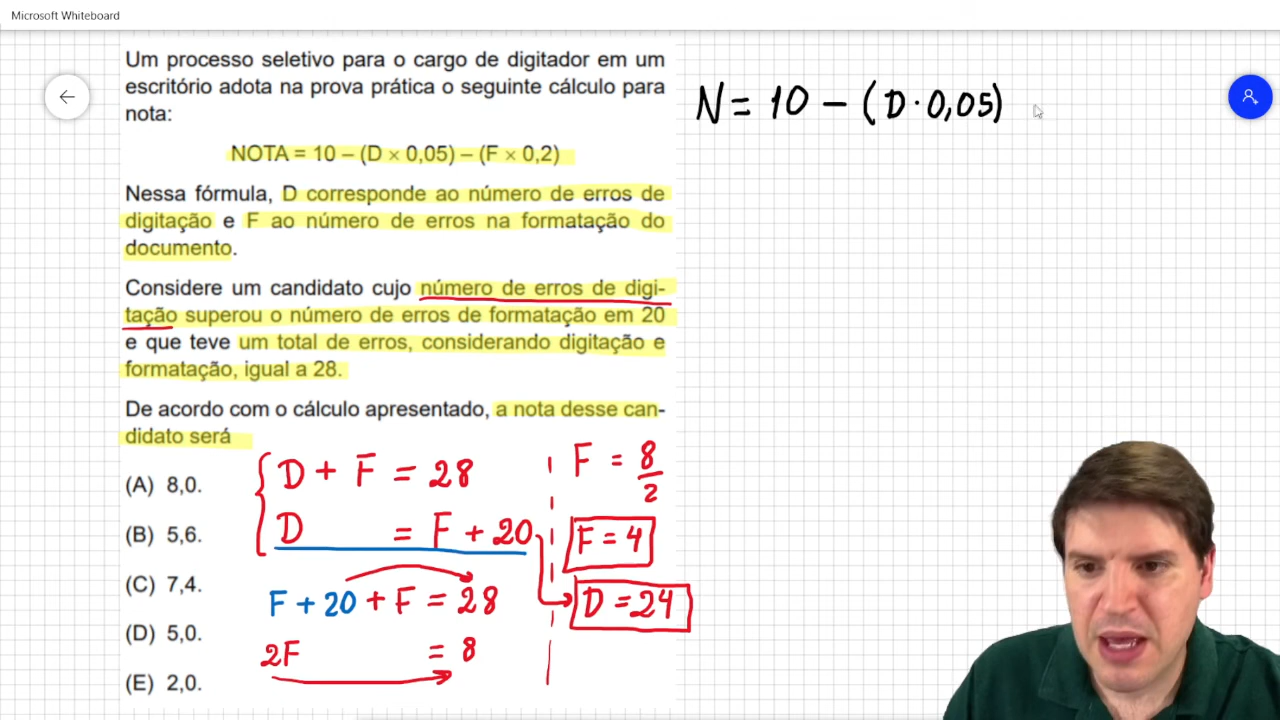 Microsoft Whiteboard
Um processo seletivo para o cargo de digitador em um
escritório adota na prova prática o seguinte cálculo para
nota:
NOTA = 10 – (D × 0,05) – (F × 0,2)
Nessa fórmula, D corresponde ao número de erros de
digitação e F ao número de erros na formatação do
documento.
Considere um candidato cujo número de erros de digi-
tação superou o número de erros de formatação em 20
e que teve um total de erros, considerando digitação e
formatação, igual a 28.
De acordo com o cálculo apresentado, a nota desse can-
didato será
(A) 8,0.
(B) 5,6.
(C) 7,4.
(D) 5,0.
(E) 2,0.
D + F = 28
D = F + 20
F + 20 + F = 28
2F = 8
F = 8/2
F = 4
D = 24
N = 10 – (D · 0,05)